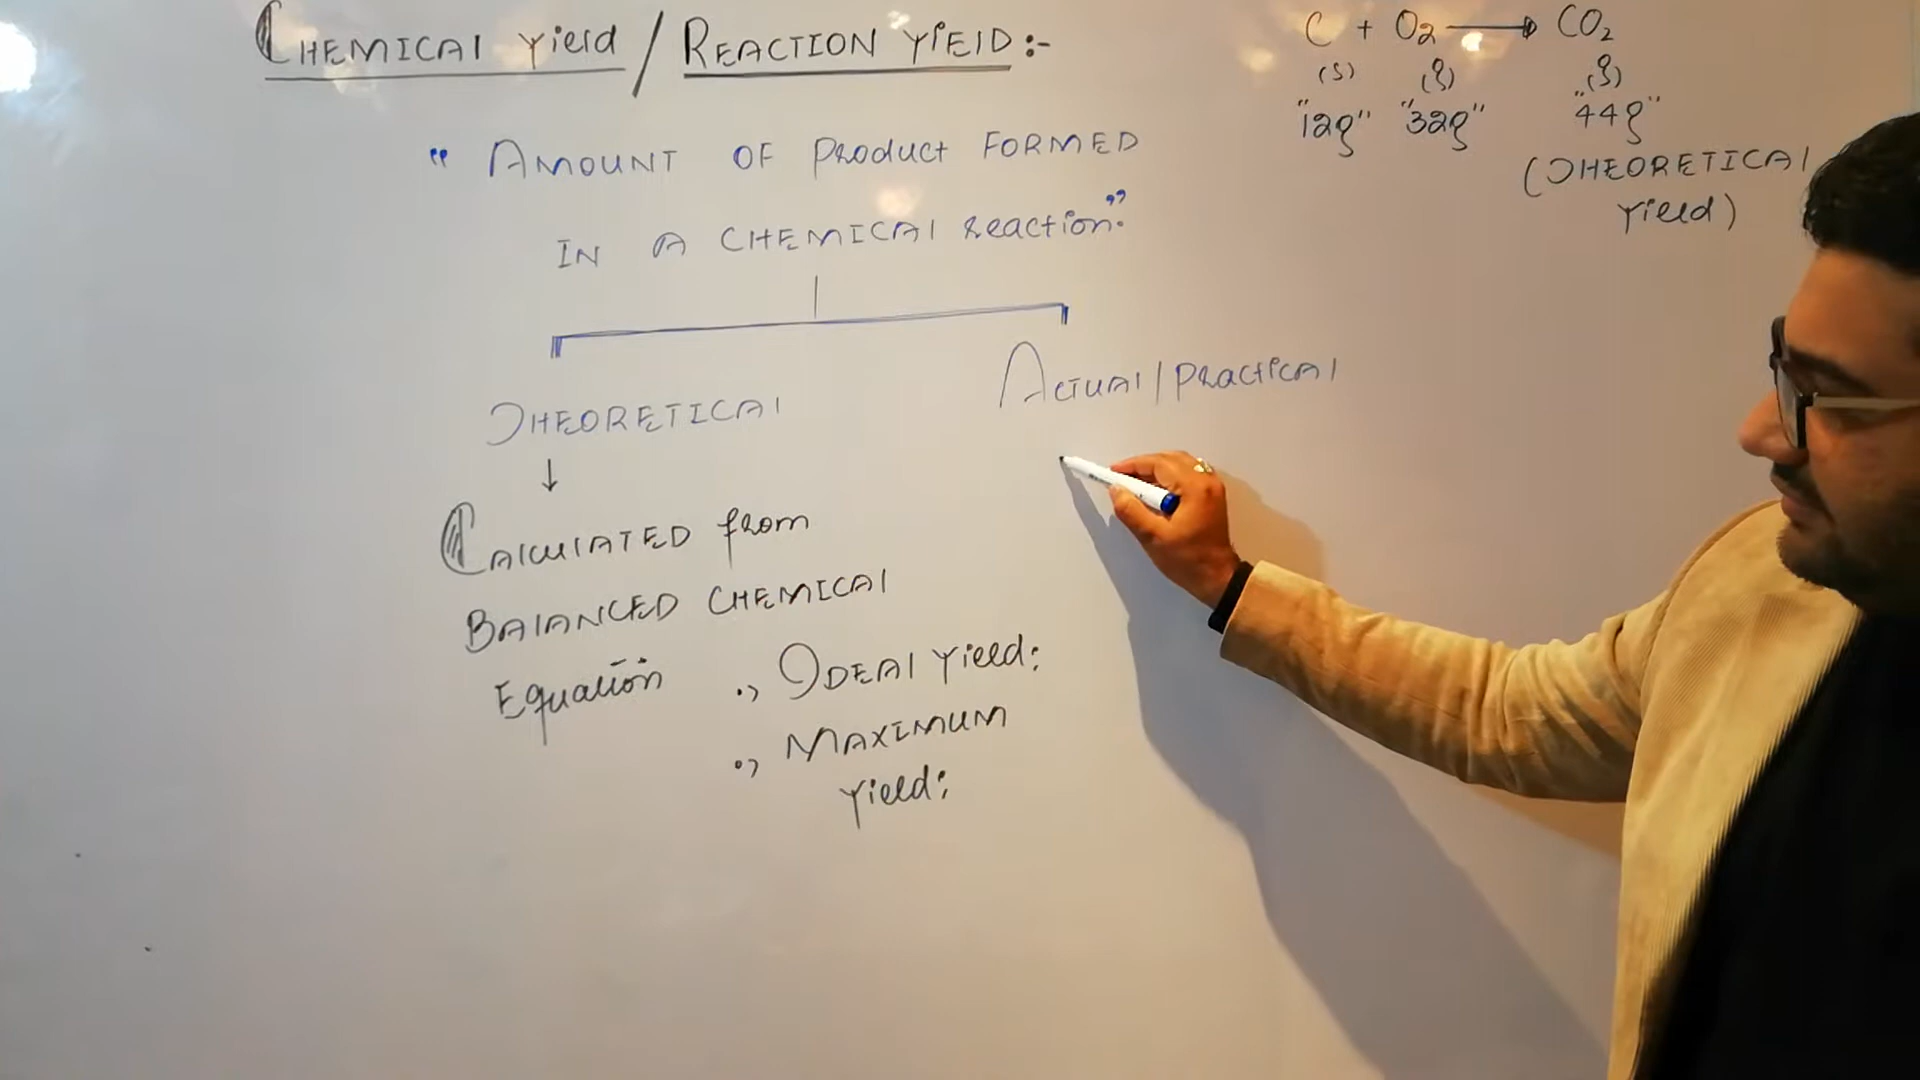 CHEMICAL Yield / REACTION YIELD:-
" AMOUNT OF Product FORMED
IN A CHEMICAL Reaction."
THEORETICAL
Actual / Practical
↓
CALCULATED from
BALANCED CHEMICAL
Equation
IDEAL Yield:
MAXIMUM
Yield:
C + O2 → CO2
(s) (g) (g)
"12g" "32g" "44g"
(THEORETICAL
Yield)